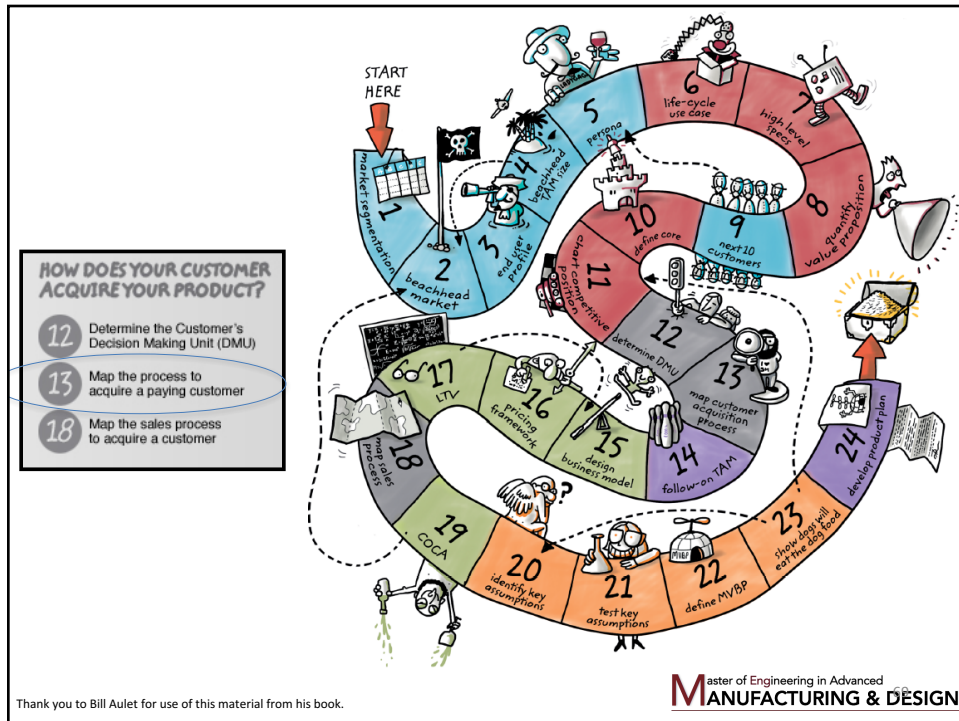 START
HERE
1
market segmentation
2
beachhead
market
3
end user
profile
4
beachhead
TAM size
5
persona
6
life-cycle
use case
7
high level
specs
8
quantify
value proposition
9
next 10
customers
10
define core
11
chart competitive
position
12
determine DMU
13
map customer
acquisition
process
14
follow-on TAM
15
design
business model
16
pricing
framework
17
LTV
18
map sales
process
19
COCA
20
identify key
assumptions
?
21
test key
assumptions
22
define MVBP
MVBP
23
show dogs will
eat the dog food
24
develop product plan
HOW DOES YOUR CUSTOMER
ACQUIRE YOUR PRODUCT?
12 Determine the Customer's
Decision Making Unit (DMU)
13 Map the process to
acquire a paying customer
18 Map the sales process
to acquire a customer
Thank you to Bill Aulet for use of this material from his book.
Master of Engineering in Advanced
MANUFACTURING & DESIGN